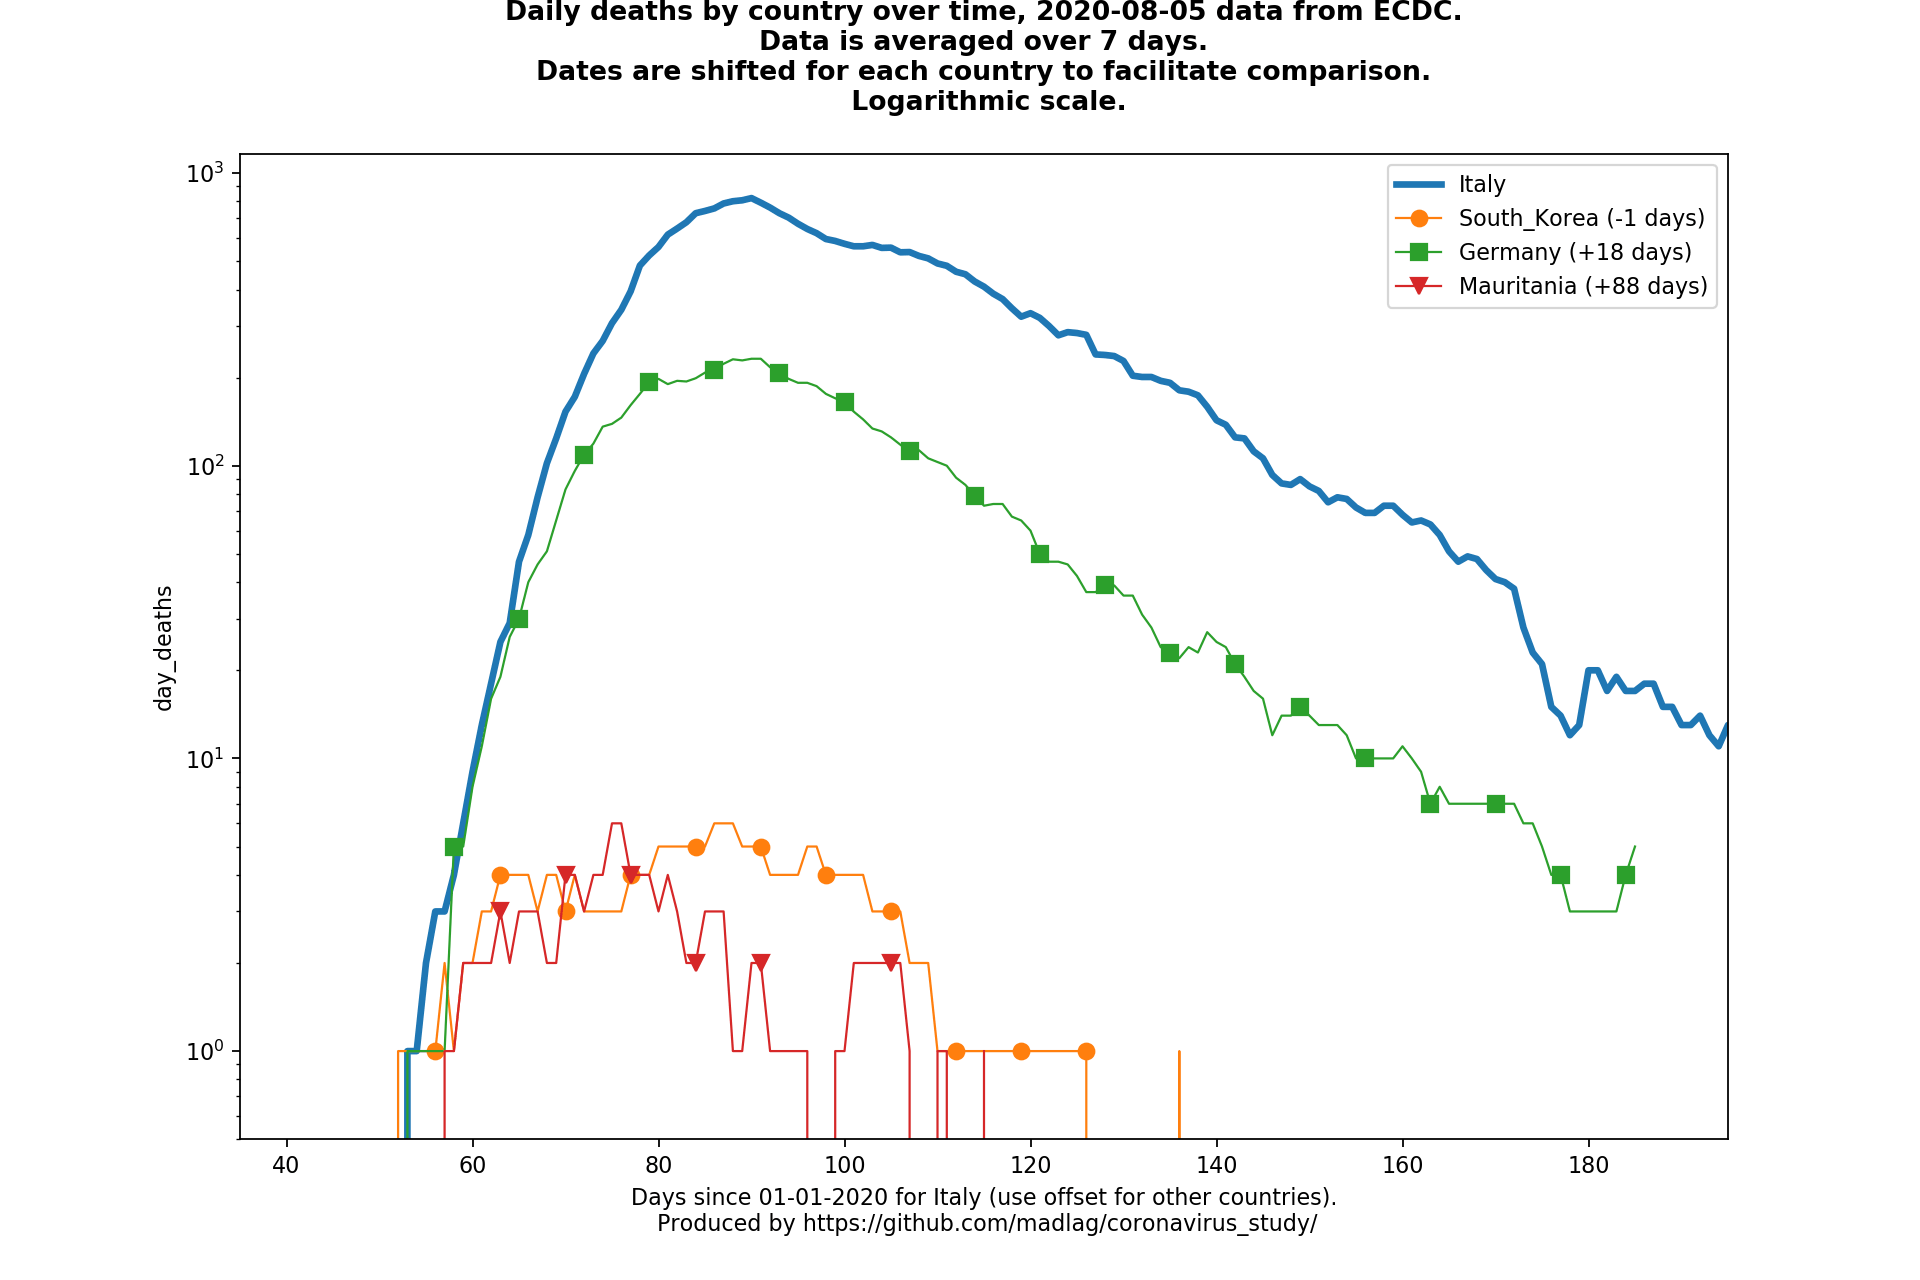 Daily deaths by country over time, 2020-08-05 data from ECDC.
Data is averaged over 7 days.
Dates are shifted for each country to facilitate comparison.
Logarithmic scale.
10³
10²
10¹
10⁰
day_deaths
Italy
South_Korea (-1 days)
Germany (+18 days)
Mauritania (+88 days)
40 60 80 100 120 140 160 180
Days since 01-01-2020 for Italy (use offset for other countries).
Produced by https://github.com/madlag/coronavirus_study/